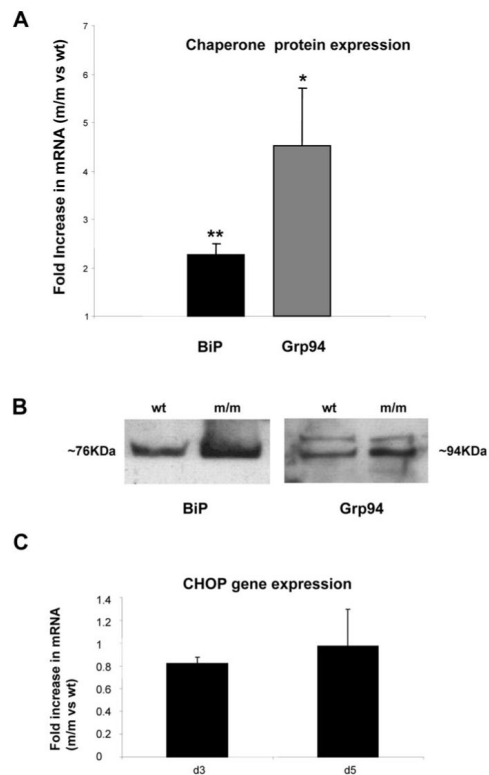 A
Chaperone protein expression
Fold Increase in mRNA (m/m vs wt)
7
6
5
4
3
2
1
**
*
BiP
Grp94
B
wt
m/m
wt
m/m
~76KDa
~94KDa
BiP
Grp94
C
CHOP gene expression
Fold increase in mRNA
(m/m vs wt)
1.4
1.2
1
0.8
0.6
0.4
0.2
0
d3
d5